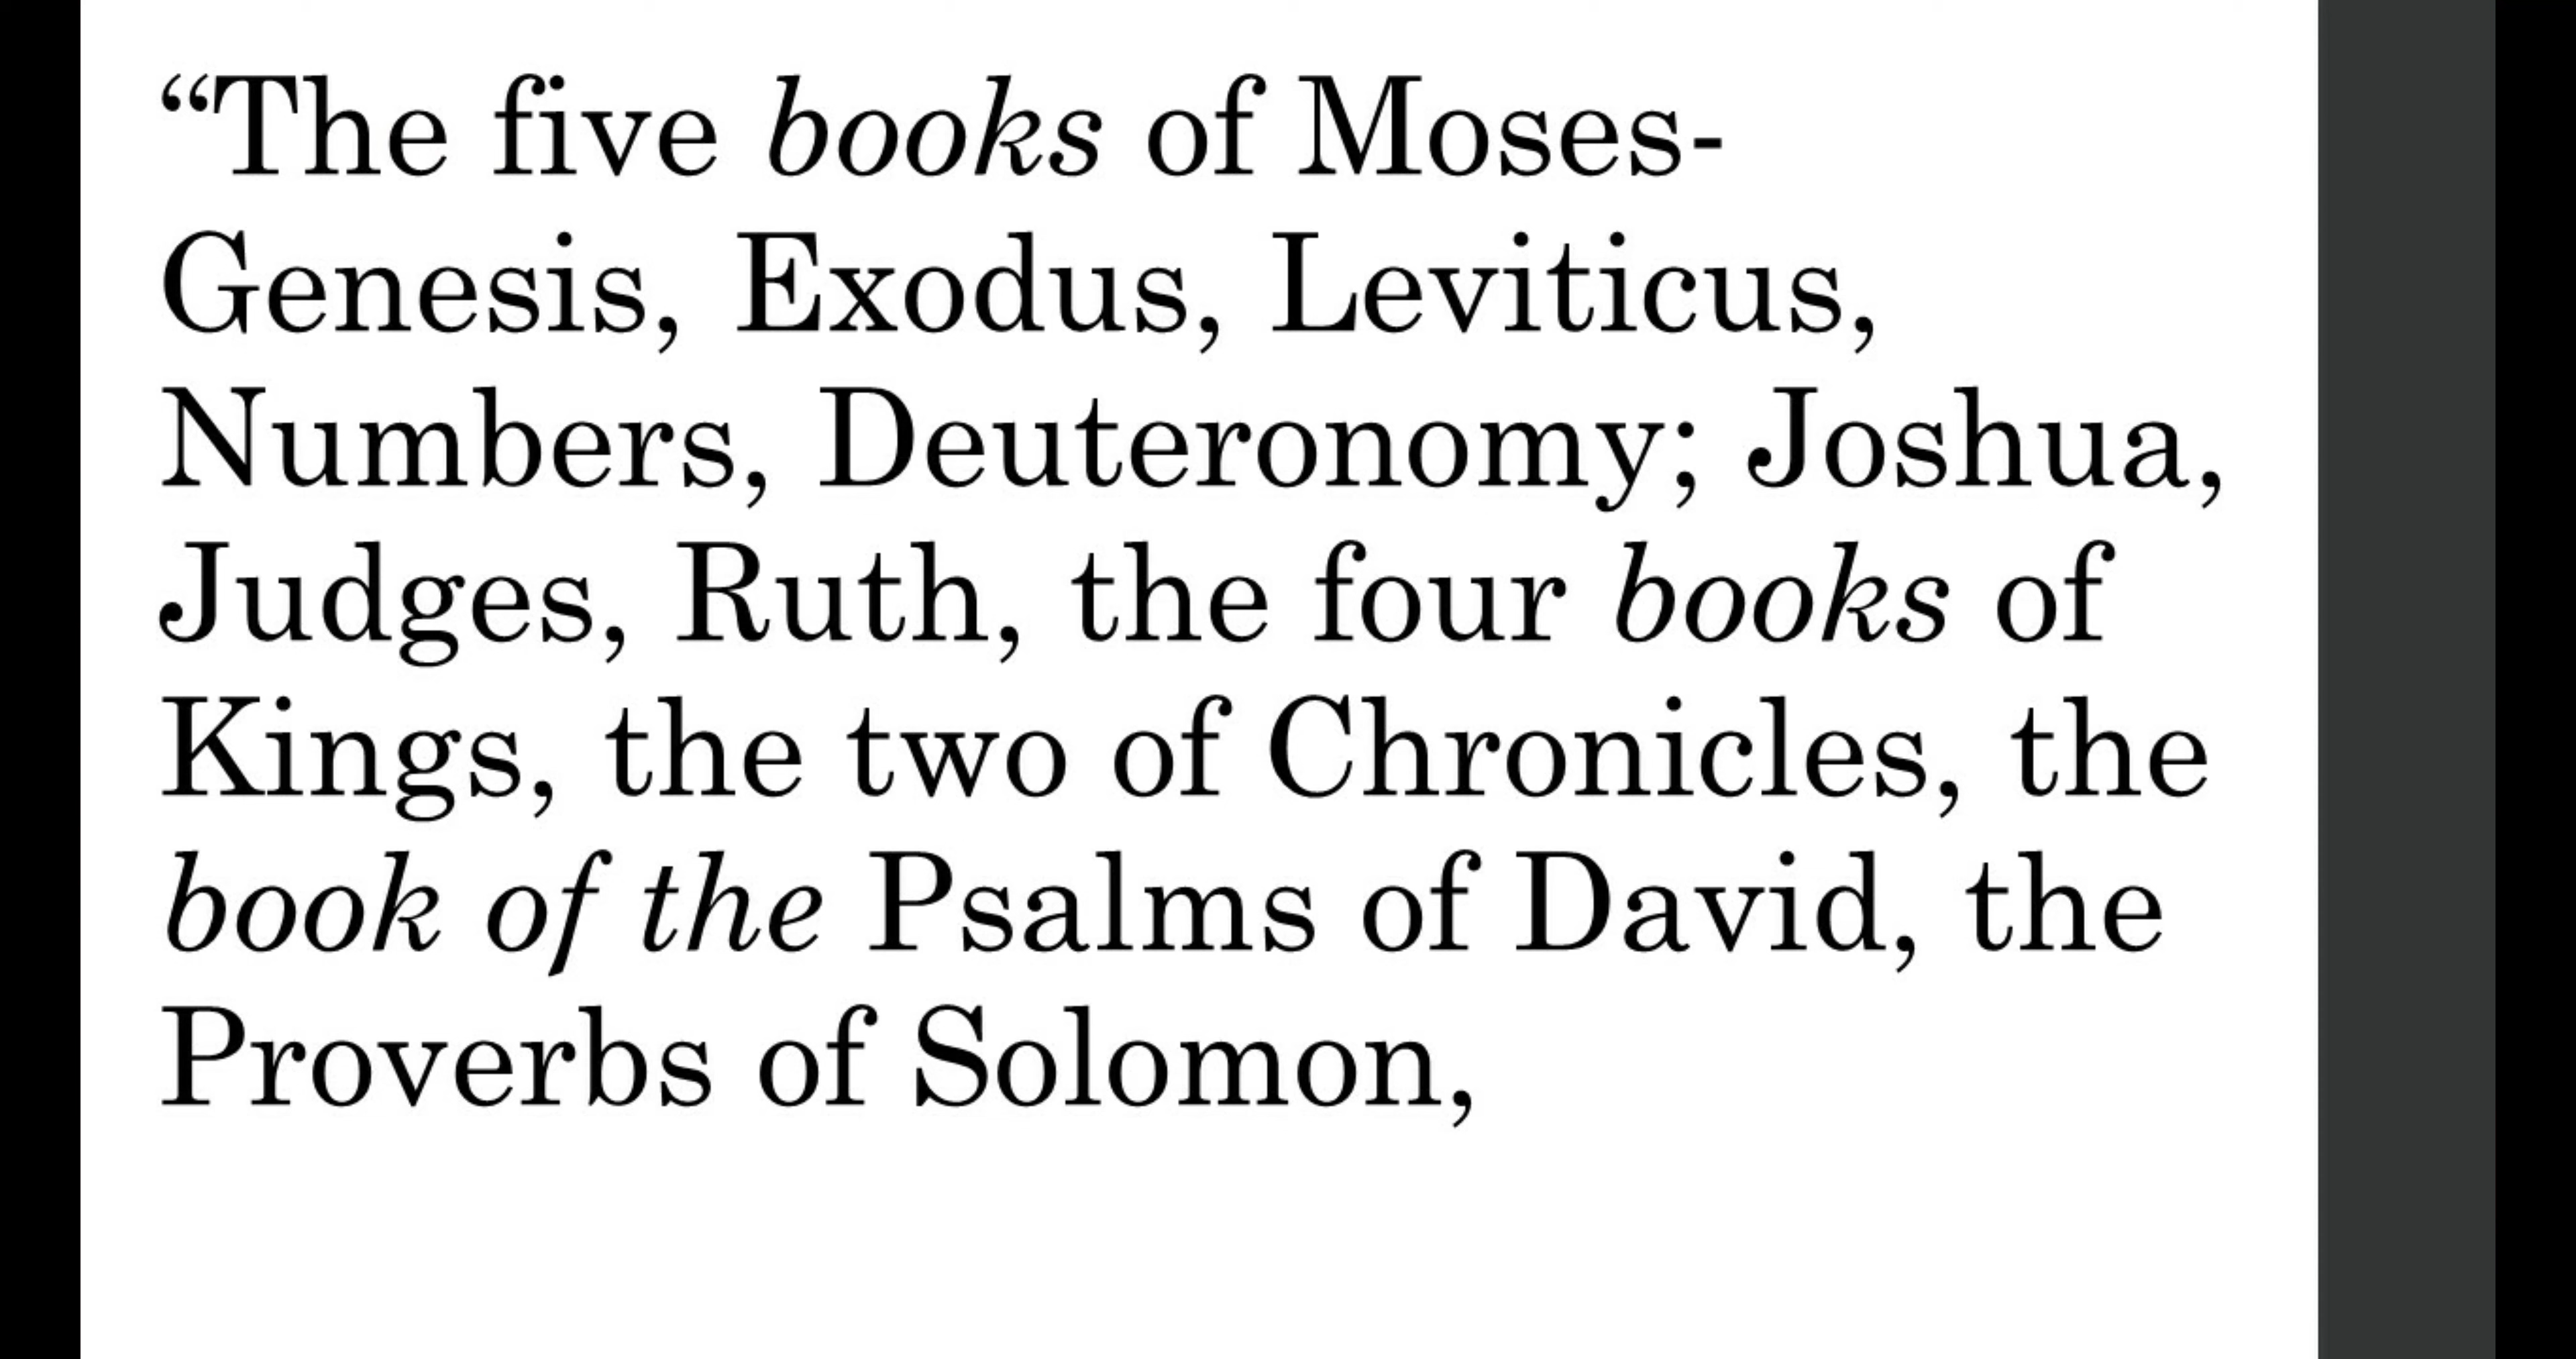 “The five books of Moses-
Genesis, Exodus, Leviticus,
Numbers, Deuteronomy; Joshua,
Judges, Ruth, the four books of
Kings, the two of Chronicles, the
book of the Psalms of David, the
Proverbs of Solomon,